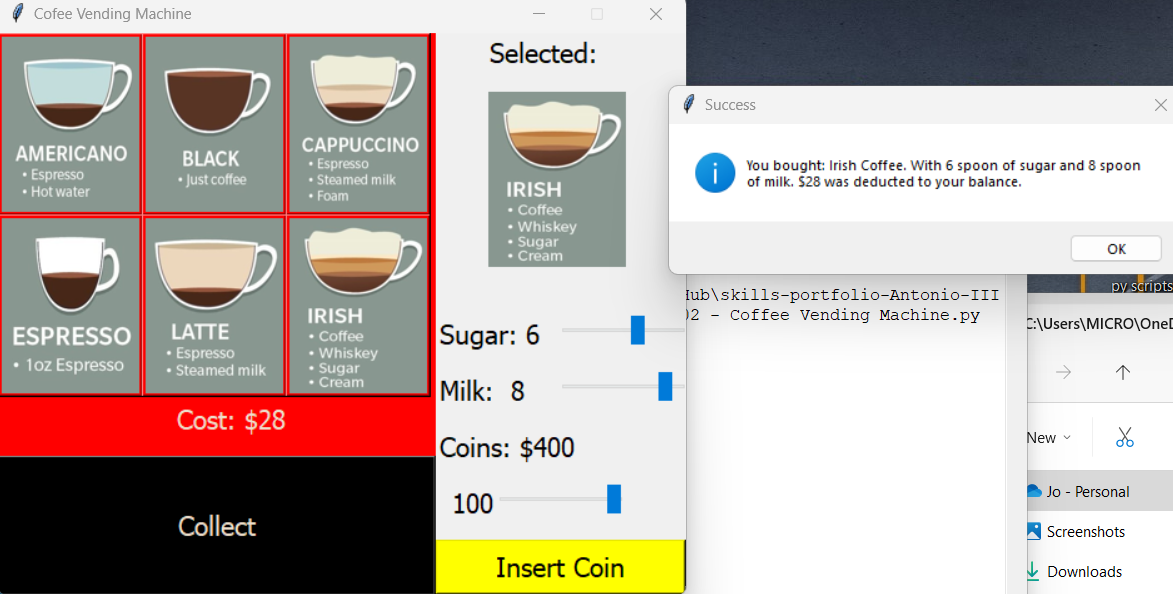 Cofee Vending Machine
AMERICANO
• Espresso
• Hot water
BLACK
• Just coffee
CAPPUCCINO
• Espresso
• Steamed milk
• Foam
ESPRESSO
• 1oz Espresso
LATTE
• Espresso
• Steamed milk
IRISH
• Coffee
• Whiskey
• Sugar
• Cream
Cost: $28
Collect
Selected:
IRISH
• Coffee
• Whiskey
• Sugar
• Cream
Sugar: 6
Milk: 8
Coins: $400
100
Insert Coin
Success
You bought: Irish Coffee. With 6 spoon of sugar and 8 spoon
of milk. $28 was deducted to your balance.
OK
py scripts
Hub\skills-portfolio-Antonio-III
02 - Coffee Vending Machine.py
C:\Users\MICRO\OneD
New
Jo - Personal
Screenshots
Downloads